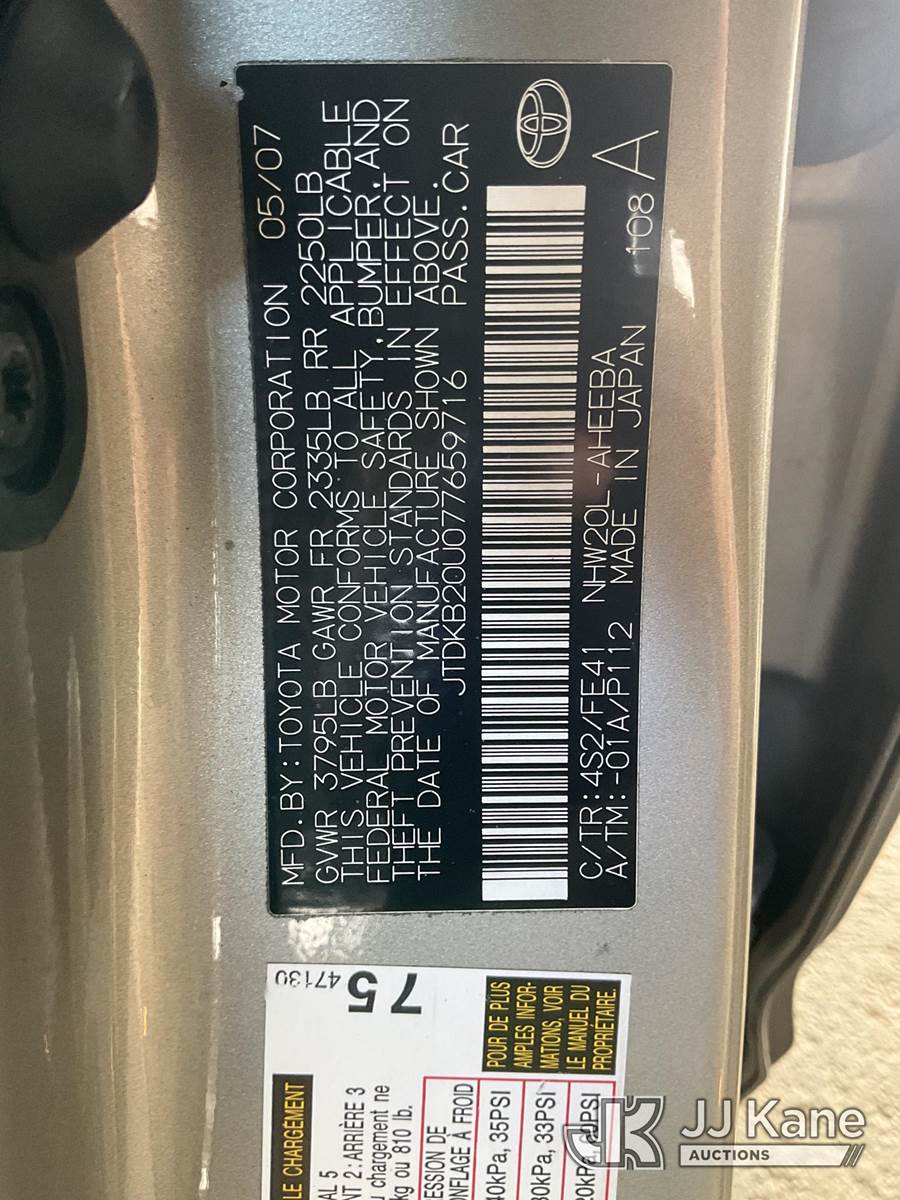 MFD. BY: TOYOTA MOTOR CORPORATION 05/07
GVWR 3795LB GAWR FR 2335LB RR 2250LB
THIS VEHICLE CONFORMS TO ALL APPLICABLE
FEDERAL MOTOR VEHICLE SAFETY, BUMPER, AND
THEFT PREVENTION STANDARDS IN EFFECT ON
THE DATE OF MANUFACTURE SHOWN ABOVE.
JTDKB20U077659716 PASS. CAR
C/TR: 4S2/FE41 NHW20L-AHEEBA 108 A
A/TM: -01A/P112 MADE IN JAPAN
47130
75
LE CHARGEMENT
AL 5
NT 2: ARRIÈRE 3
u chargement ne
kg ou 810 lb.
ESSION DE
NFLAGE À FROID
40kPa, 35PSI
30kPa, 33PSI
POUR DE PLUS
AMPLES INFOR-
MATIONS, VOIR
LE MANUEL DU
PROPRIÉTAIRE.
JJ Kane
AUCTIONS